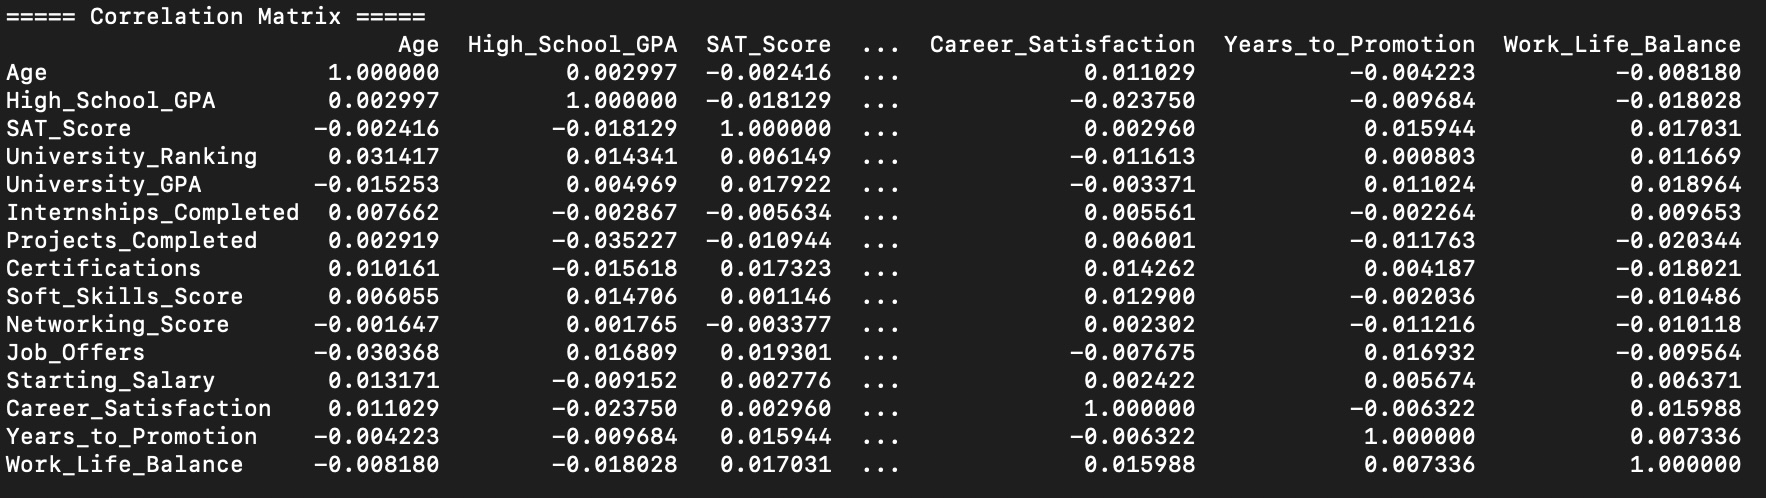 ===== Correlation Matrix =====
Age High_School_GPA SAT_Score ... Career_Satisfaction Years_to_Promotion Work_Life_Balance
Age 1.000000 0.002997 -0.002416 ... 0.011029 -0.004223 -0.008180
High_School_GPA 0.002997 1.000000 -0.018129 ... -0.023750 -0.009684 -0.018028
SAT_Score -0.002416 -0.018129 1.000000 ... 0.002960 0.015944 0.017031
University_Ranking 0.031417 0.014341 0.006149 ... -0.011613 0.000803 0.011669
University_GPA -0.015253 0.004969 0.017922 ... -0.003371 0.011024 0.018964
Internships_Completed 0.007662 -0.002867 -0.005634 ... 0.005561 -0.002264 0.009653
Projects_Completed 0.002919 -0.035227 -0.010944 ... 0.006001 -0.011763 -0.020344
Certifications 0.010161 -0.015618 0.017323 ... 0.014262 0.004187 -0.018021
Soft_Skills_Score 0.006055 0.014706 0.001146 ... 0.012900 -0.002036 -0.010486
Networking_Score -0.001647 0.001765 -0.003377 ... 0.002302 -0.011216 -0.010118
Job_Offers -0.030368 0.016809 0.019301 ... -0.007675 0.016932 -0.009564
Starting_Salary 0.013171 -0.009152 0.002776 ... 0.002422 0.005674 0.006371
Career_Satisfaction 0.011029 -0.023750 0.002960 ... 1.000000 -0.006322 0.015988
Years_to_Promotion -0.004223 -0.009684 0.015944 ... -0.006322 1.000000 0.007336
Work_Life_Balance -0.008180 -0.018028 0.017031 ... 0.015988 0.007336 1.000000